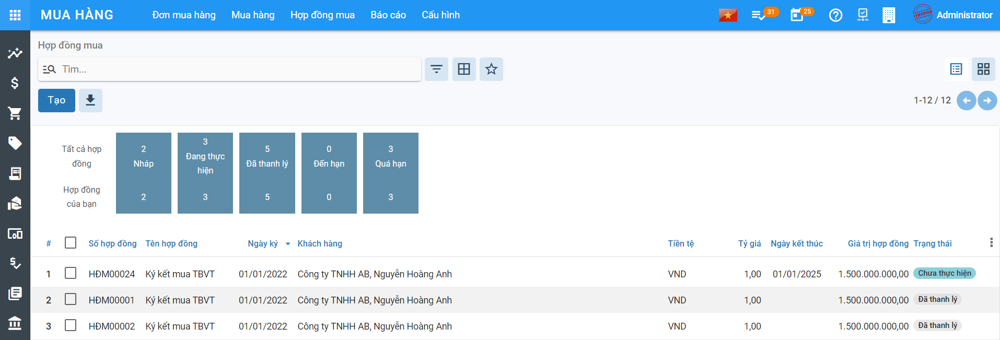 MUA HÀNG Đơn mua hàng Mua hàng Hợp đồng mua Báo cáo Cấu hình 31 25 CERTIFIED Administrator
Hợp đồng mua
Tìm...
Tạo 1-12 / 12
Tất cả hợp đồng
2 Nháp
3 Đang thực hiện
5 Đã thanh lý
0 Đến hạn
3 Quá hạn
Hợp đồng của bạn
2 3 5 0 3
# Số hợp đồng Tên hợp đồng Ngày ký Khách hàng Tiền tệ Tỷ giá Ngày kết thúc Giá trị hợp đồng Trạng thái
1 HĐM00024 Ký kết mua TBVT 01/01/2022 Công ty TNHH AB, Nguyễn Hoàng Anh VND 1,00 01/01/2025 1.500.000.000,00 Chưa thực hiện
2 HĐM00001 Ký kết mua TBVT 01/01/2022 Công ty TNHH AB, Nguyễn Hoàng Anh VND 1,00 1.500.000.000,00 Đã thanh lý
3 HĐM00002 Ký kết mua TBVT 01/01/2022 Công ty TNHH AB, Nguyễn Hoàng Anh VND 1,00 1.500.000.000,00 Đã thanh lý